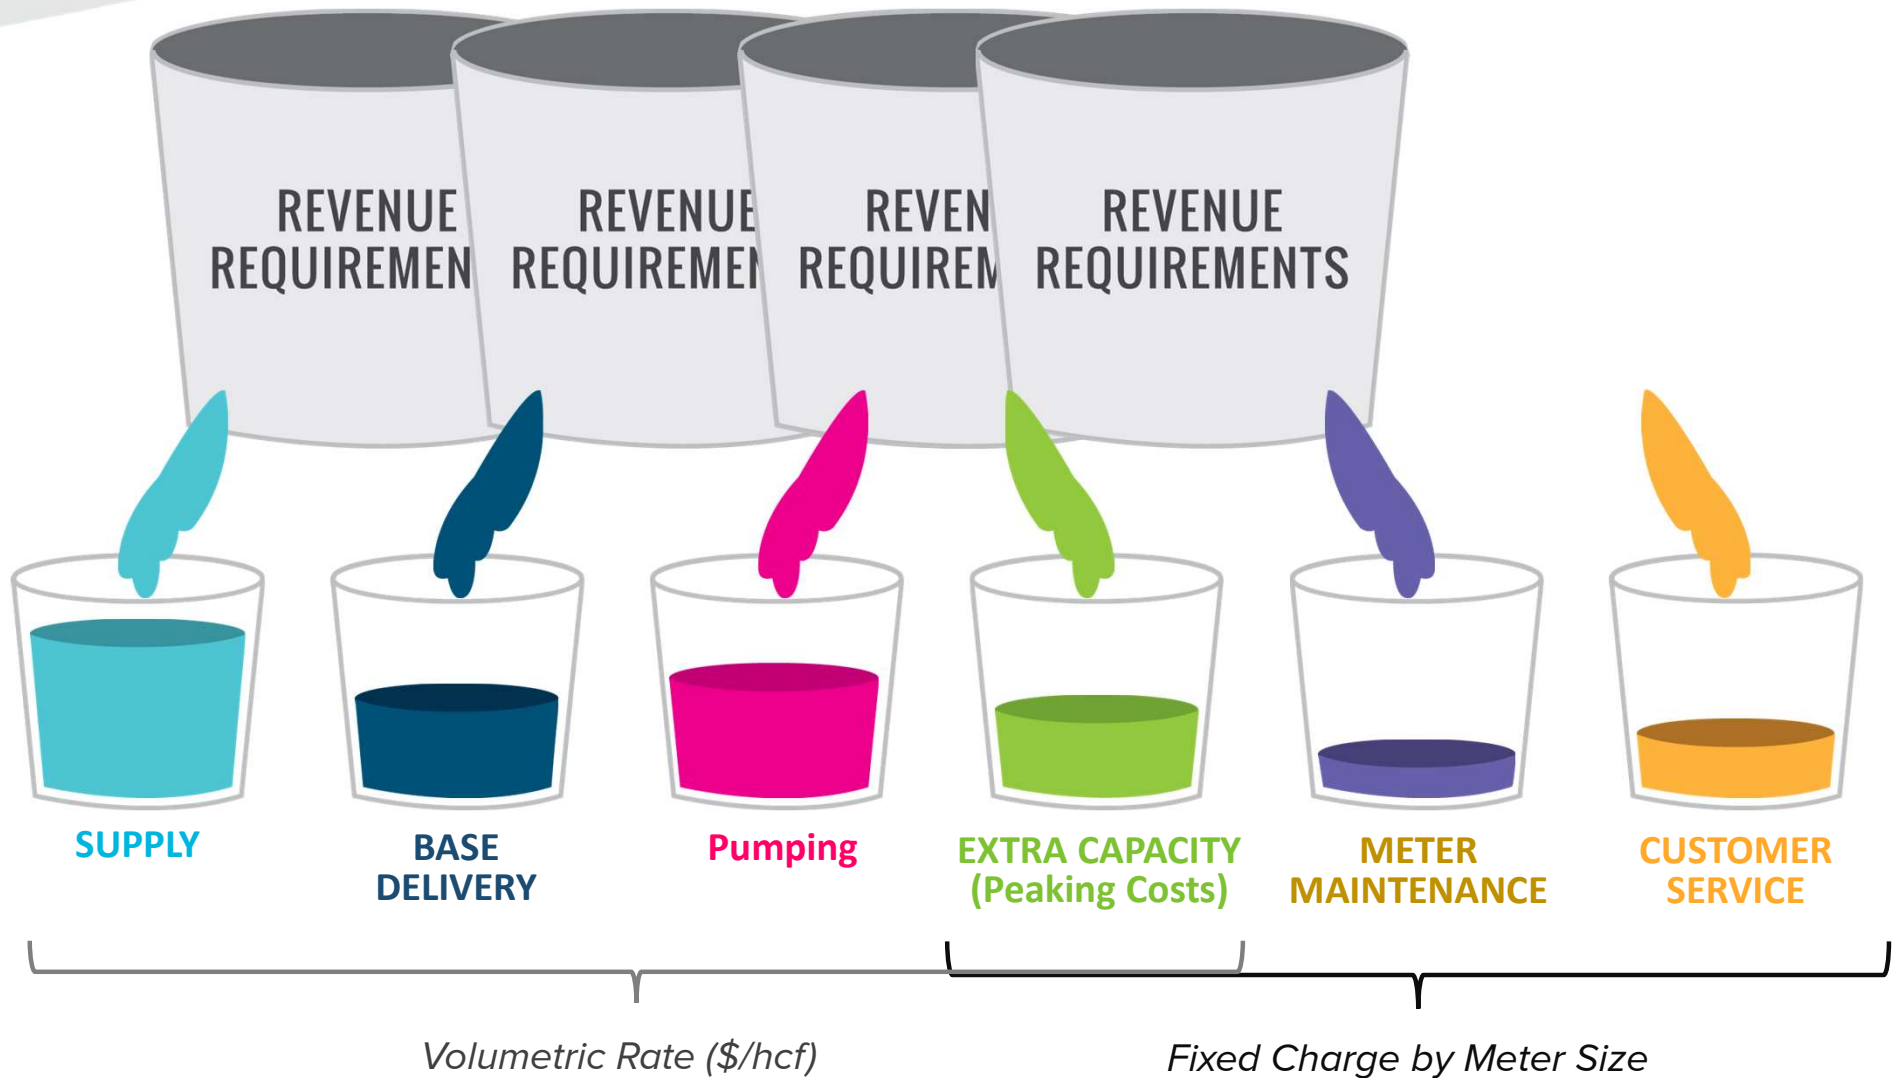 REVENUE
REQUIREMEN
REVENUE
REQUIREMEN
REVEN
REQUIREM
REVENUE
REQUIREMENTS
SUPPLY
BASE
DELIVERY
Pumping
EXTRA CAPACITY
(Peaking Costs)
METER
MAINTENANCE
CUSTOMER
SERVICE
Volumetric Rate ($/hcf)
Fixed Charge by Meter Size